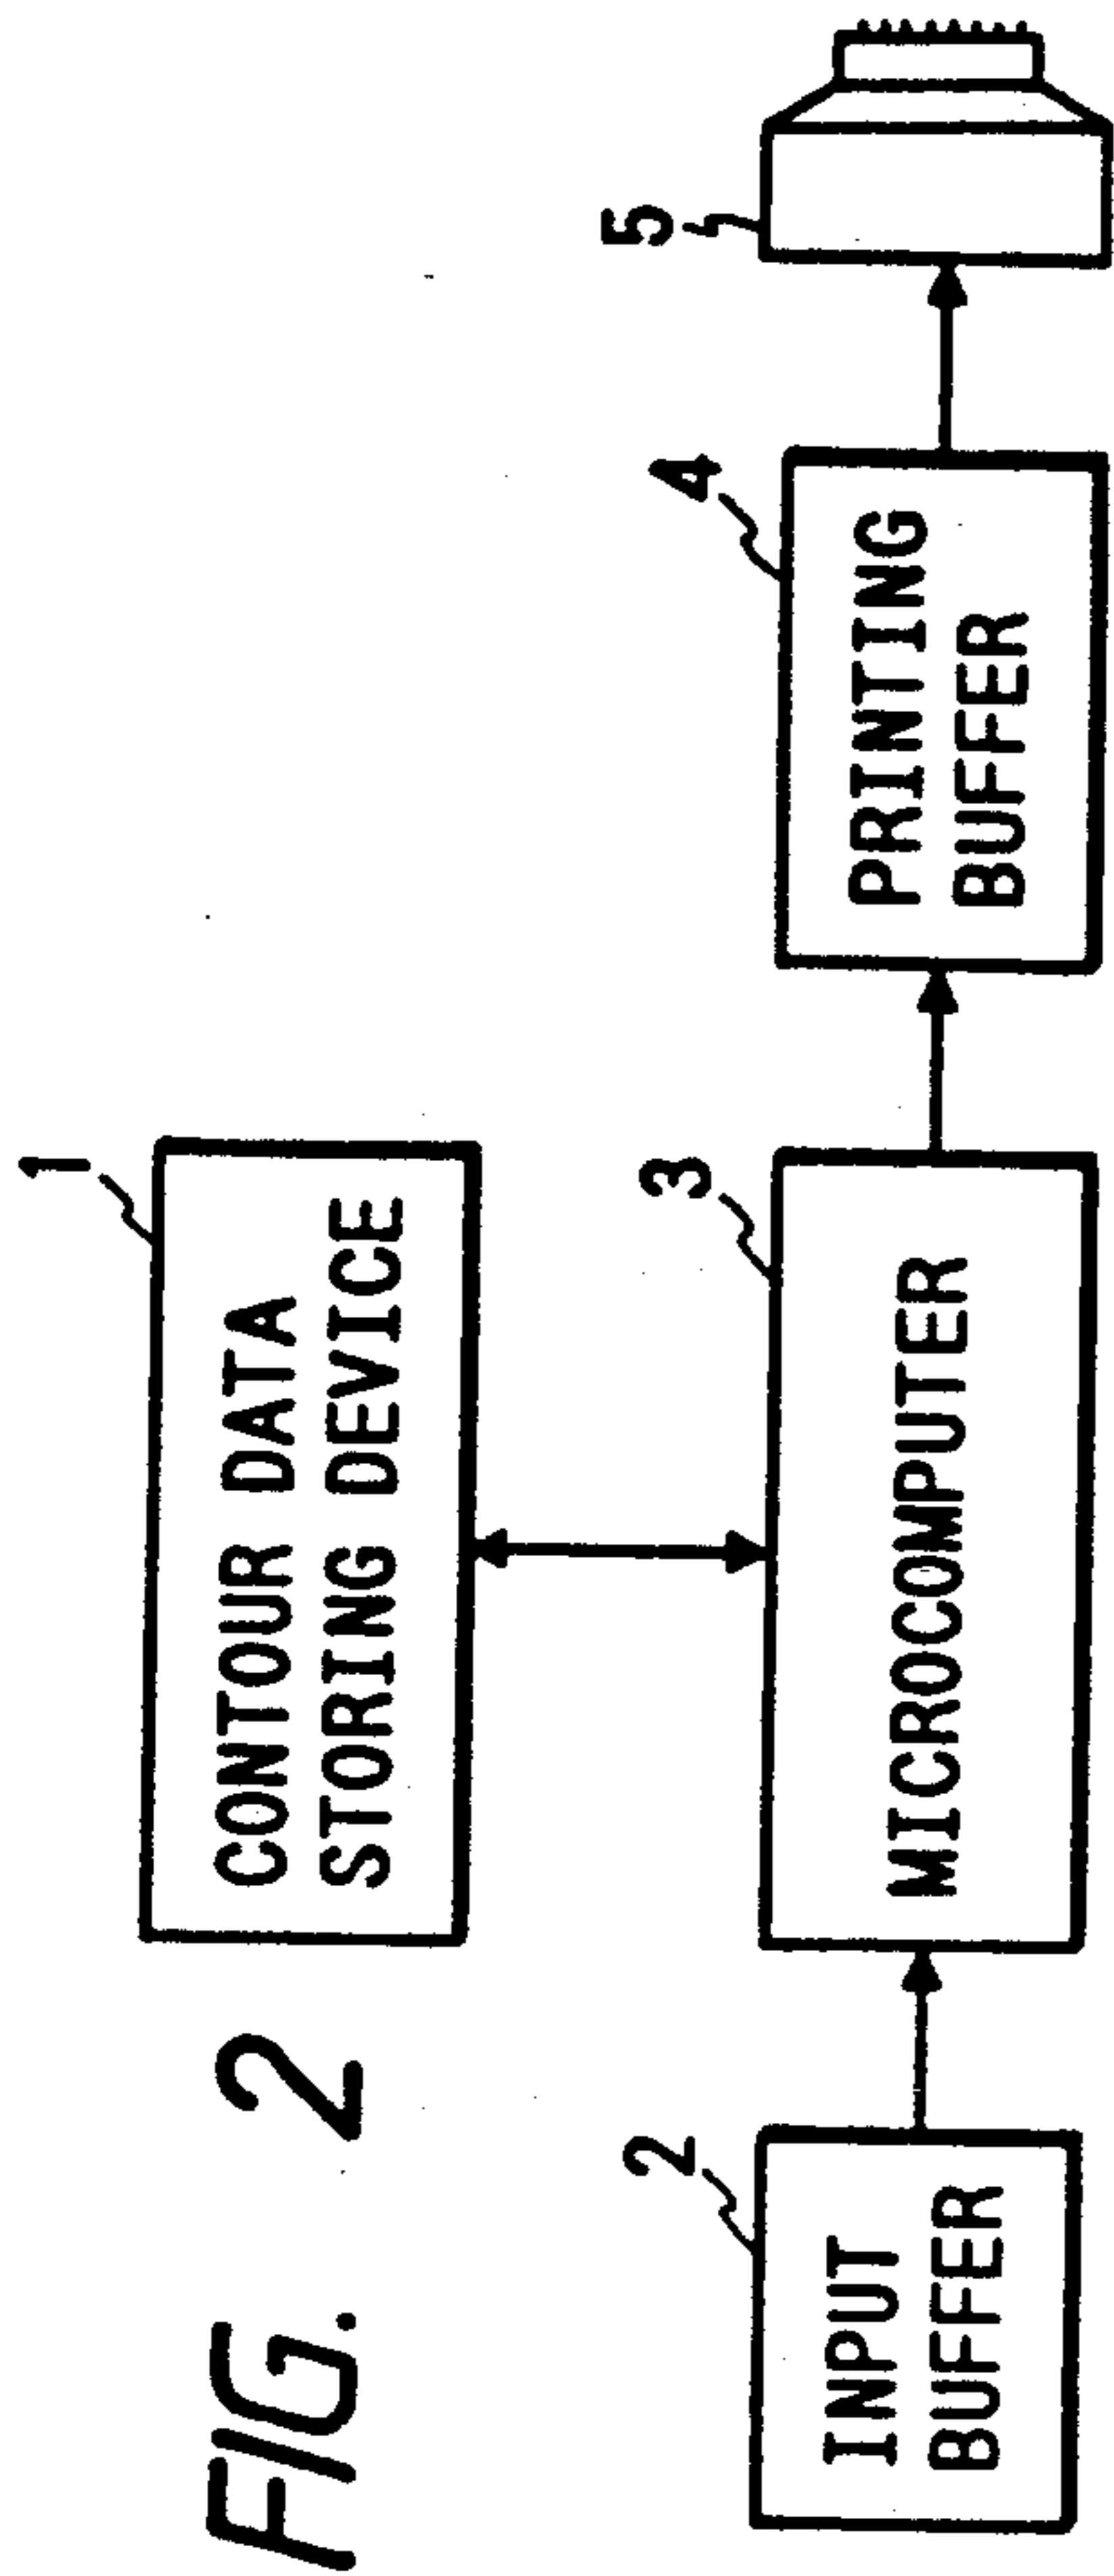 FIG. 2
1
CONTOUR DATA
STORING DEVICE
2
INPUT
BUFFER
3
MICROCOMPUTER
4
PRINTING
BUFFER
5